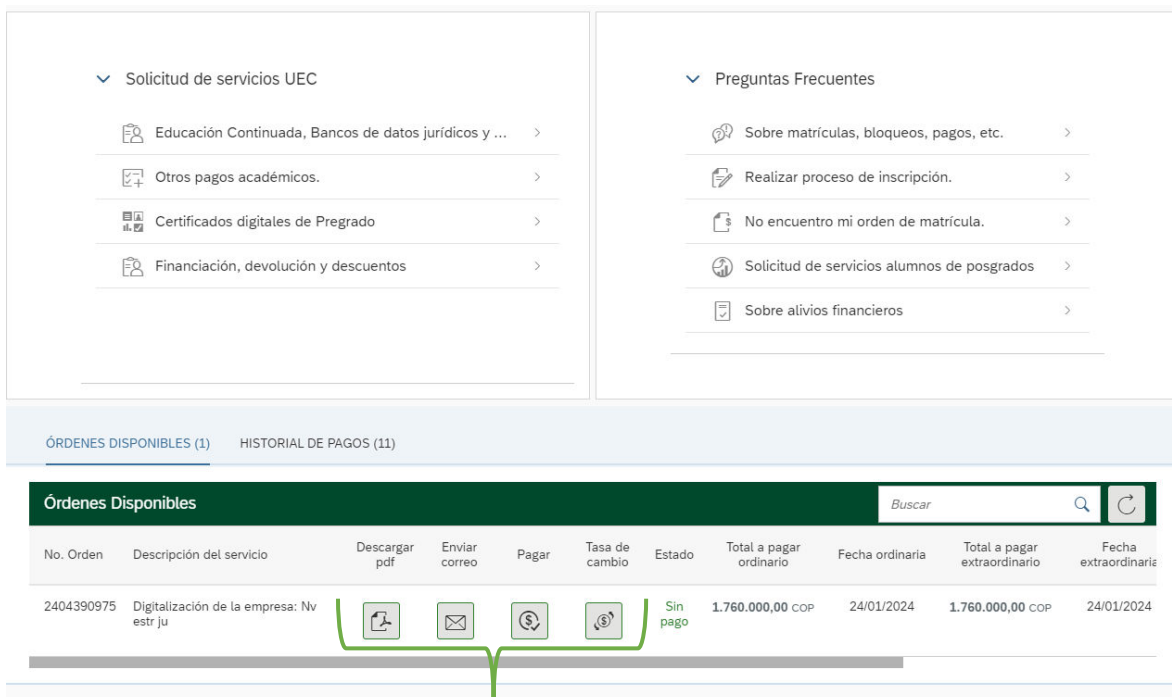 Solicitud de servicios UEC
Educación Continuada, Bancos de datos jurídicos y ...
Otros pagos académicos.
Certificados digitales de Pregrado
Financiación, devolución y descuentos
Preguntas Frecuentes
Sobre matrículas, bloqueos, pagos, etc.
Realizar proceso de inscripción.
No encuentro mi orden de matrícula.
Solicitud de servicios alumnos de posgrados
Sobre alivios financieros
ÓRDENES DISPONIBLES (1) HISTORIAL DE PAGOS (11)
Órdenes Disponibles Buscar
No. Orden Descripción del servicio Descargar pdf Enviar correo Pagar Tasa de cambio Estado Total a pagar ordinario Fecha ordinaria Total a pagar extraordinario Fecha extraordinaria
2404390975 Digitalización de la empresa: Nv estr ju Sin pago 1.760.000,00 COP 24/01/2024 1.760.000,00 COP 24/01/2024